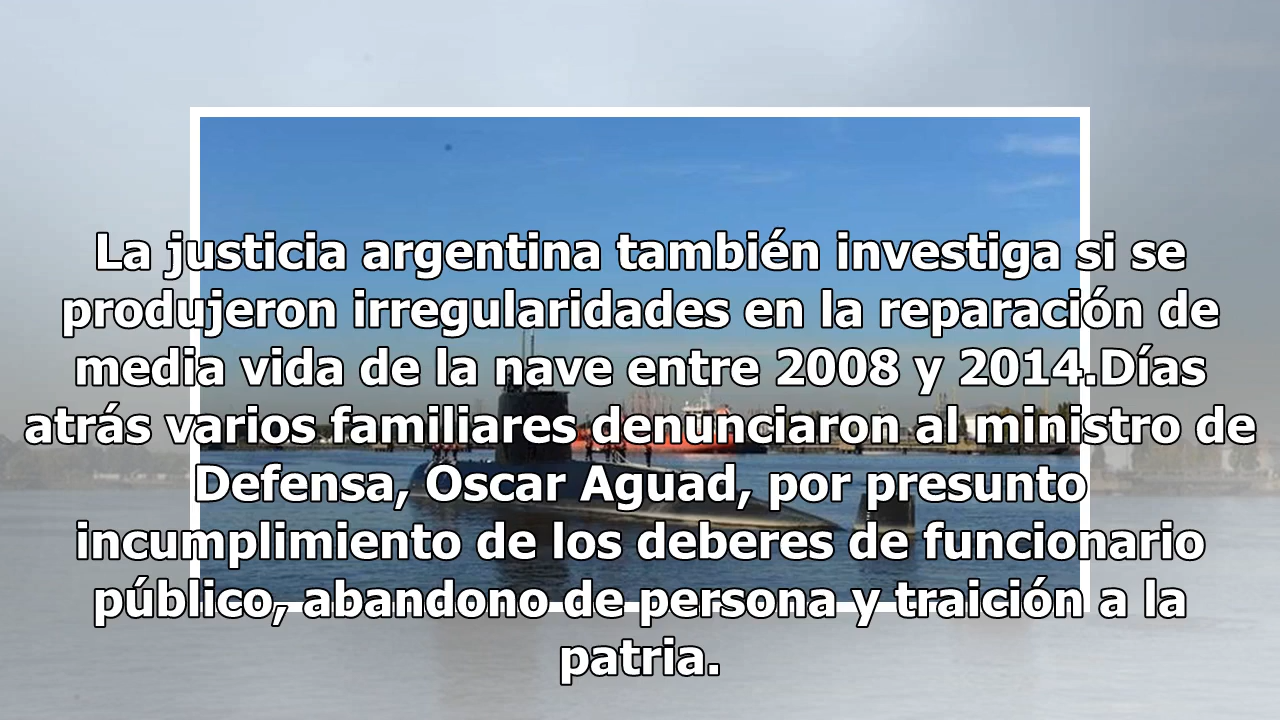 La justicia argentina también investiga si se
produjeron irregularidades en la reparación de
media vida de la nave entre 2008 y 2014.Días
atrás varios familiares denunciaron al ministro de
Defensa, Oscar Aguad, por presunto
incumplimiento de los deberes de funcionario
público, abandono de persona y traición a la
patria.